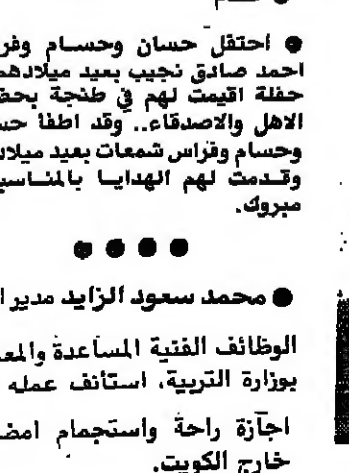 ● احتفل حسان وحسام وفر
احمد صادق نجيب بعيد ميلادهم
حفلة اقيمت لهم في طنجة بحض
الاهل والاصدقاء.. وقد اطفا حس
وحسام وفراس شمعات بعيد ميلاد
وقدمت لهم الهدايا بالمناسب
مبروك.
● ● ● ●
● محمد سعود الزايد مدير ا
الوظائف الفنية المساعدة والمع
بوزارة التربية، استأنف عمله
اجازة راحة واستجمام امض
خارج الكويت.